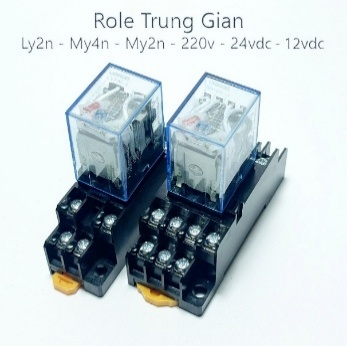 Role Trung Gian
Ly2n - My4n - My2n - 220v - 24vdc - 12vdc